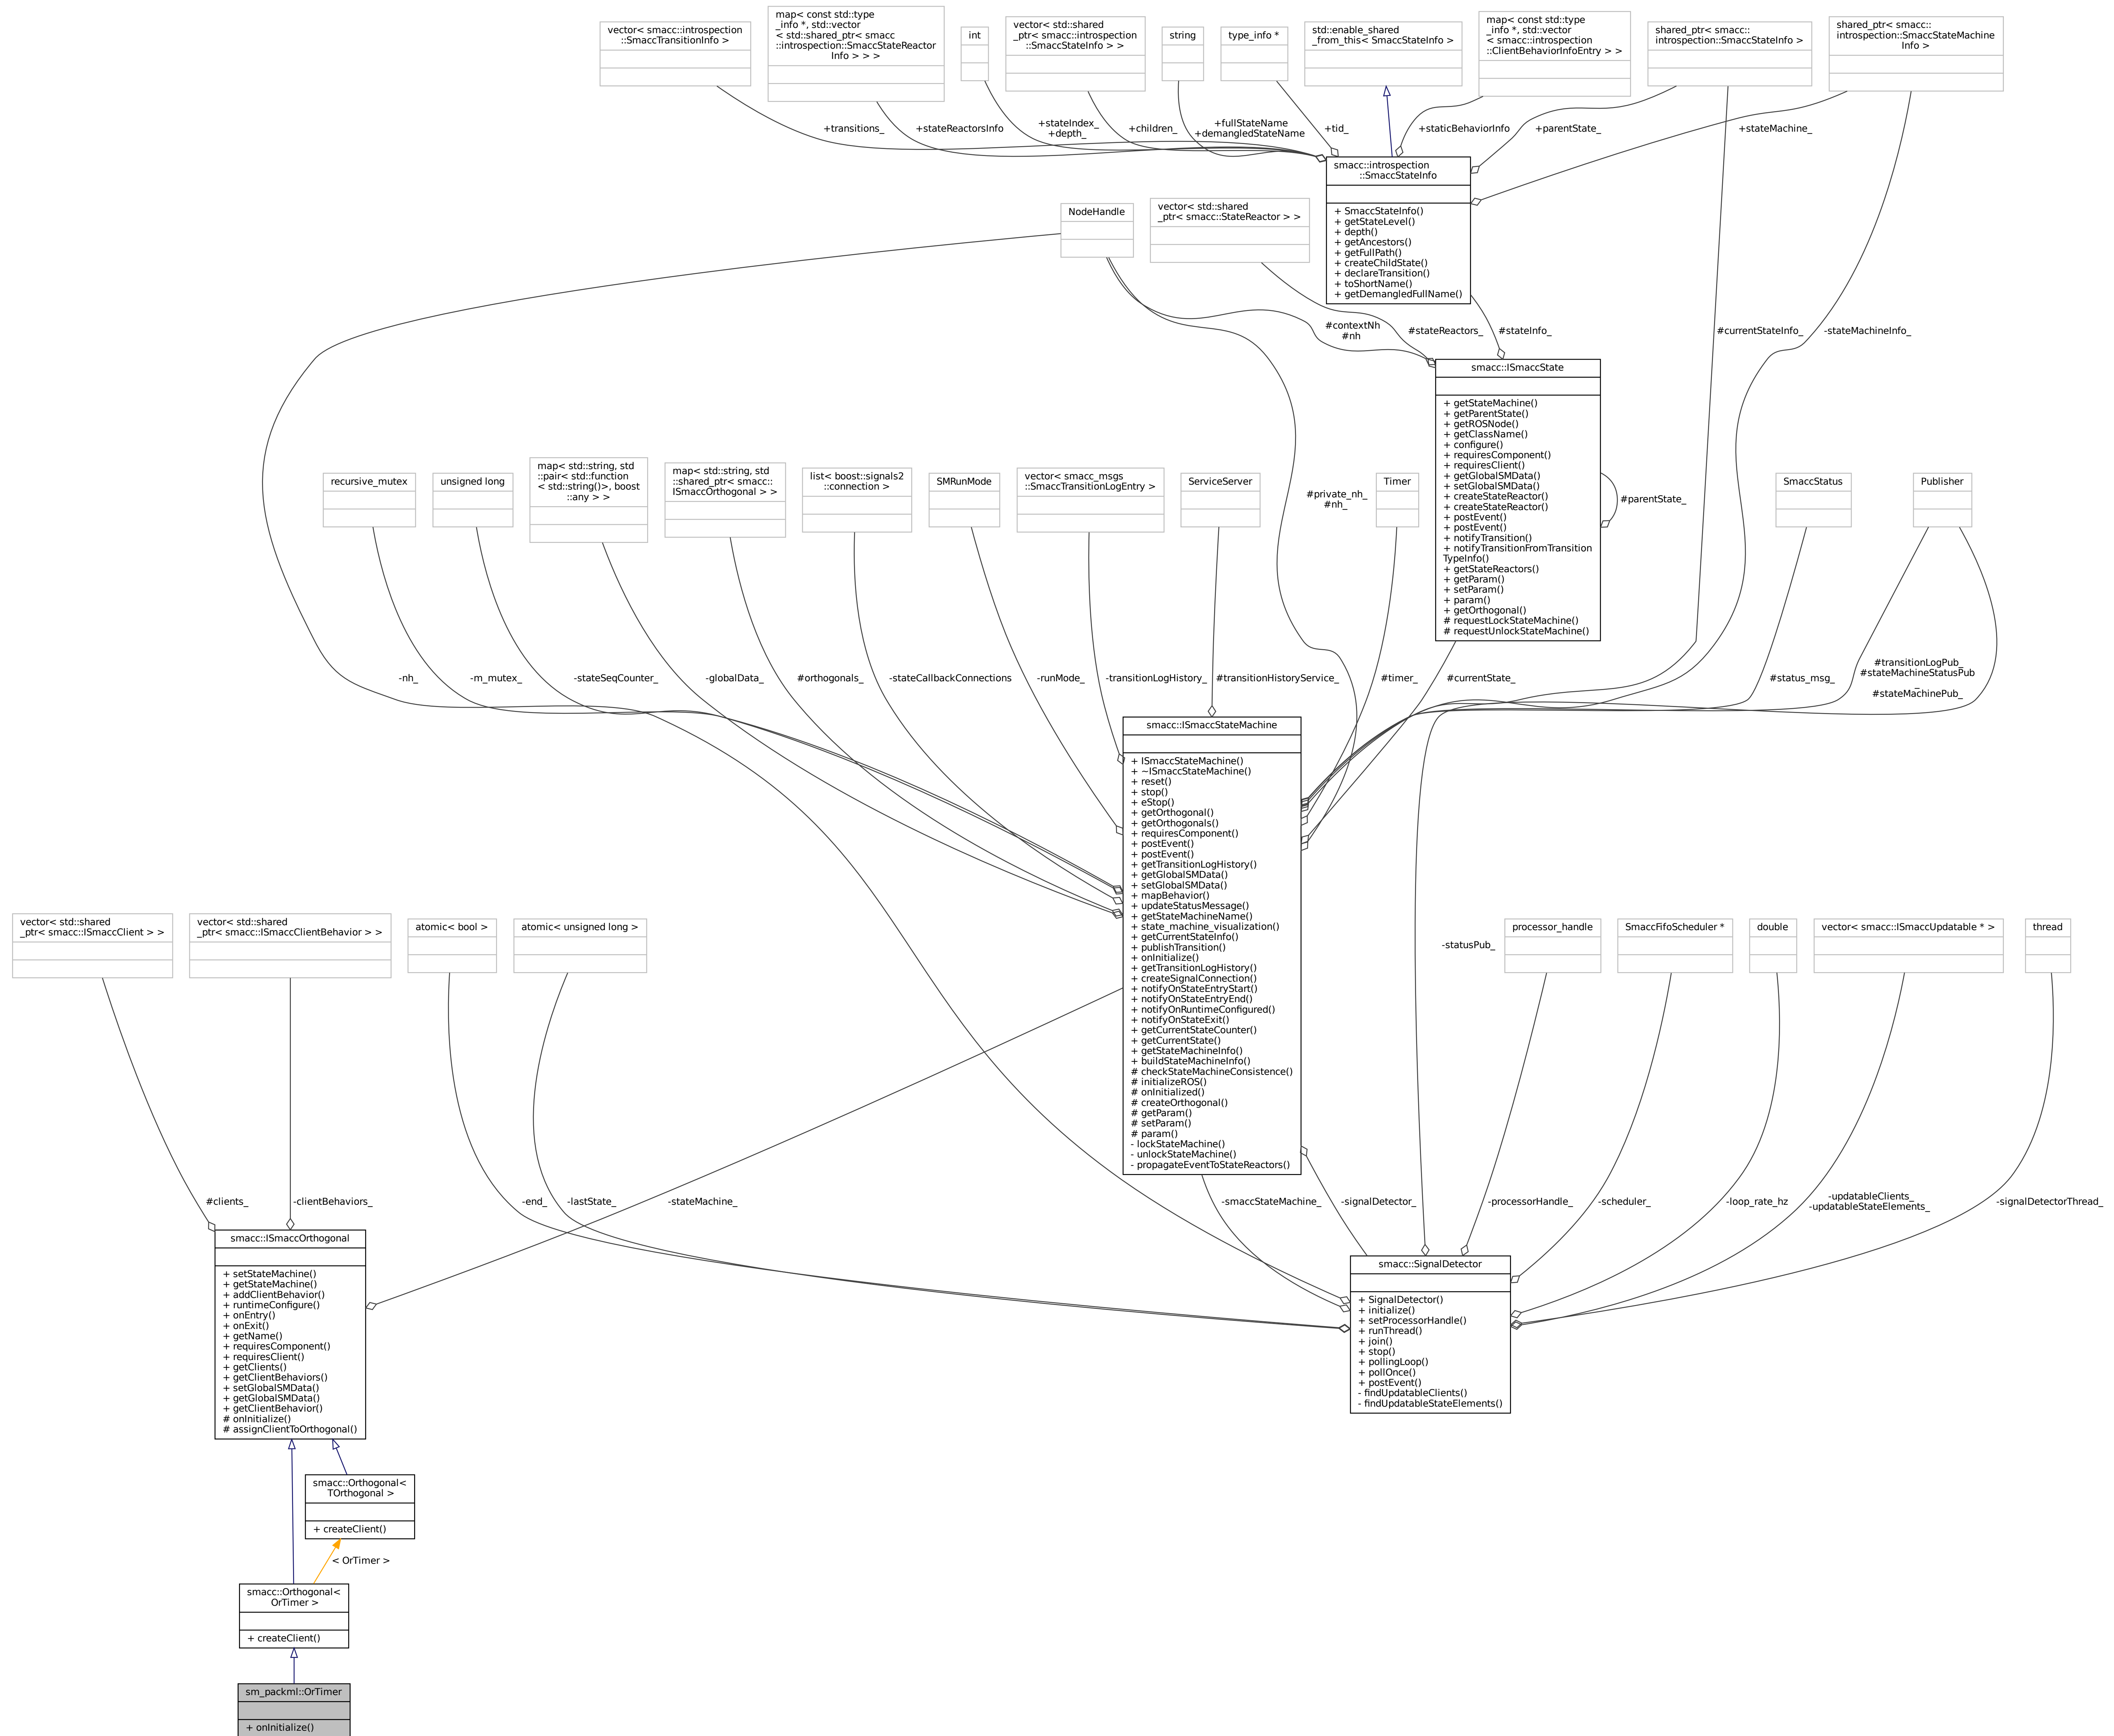 vector< smacc::introspection
::SmaccTransitionInfo >
map< const std::type
_info *, std::vector
< std::shared_ptr< smacc
::introspection::SmaccStateReactor
Info > > >
int
vector< std::shared
_ptr< smacc::introspection
::SmaccStateInfo > >
string
type_info *
std::enable_shared
_from_this< SmaccStateInfo >
map< const std::type
_info *, std::vector
< smacc::introspection
::ClientBehaviorInfoEntry > >
shared_ptr< smacc::
introspection::SmaccStateInfo >
shared_ptr< smacc::
introspection::SmaccStateMachine
Info >
+transitions_
+stateReactorsInfo
+stateIndex_
+depth_
+children_
+fullStateName
+demangledStateName
+tid_
+staticBehaviorInfo
+parentState_
+stateMachine_
smacc::introspection
::SmaccStateInfo
+ SmaccStateInfo()
+ getStateLevel()
+ depth()
+ getAncestors()
+ getFullPath()
+ createChildState()
+ declareTransition()
+ toShortName()
+ getDemangledFullName()
NodeHandle
vector< std::shared
_ptr< smacc::StateReactor > >
#contextNh
#nh
#stateReactors_
#stateInfo_
#currentStateInfo_
-stateMachineInfo_
smacc::ISmaccState
+ getStateMachine()
+ getParentState()
+ getROSNode()
+ getClassName()
+ configure()
+ requiresComponent()
+ requiresClient()
+ getGlobalSMData()
+ setGlobalSMData()
+ createStateReactor()
+ createStateReactor()
+ postEvent()
+ postEvent()
+ notifyTransition()
+ notifyTransitionFromTransition
TypeInfo()
+ getStateReactors()
+ getParam()
+ setParam()
+ param()
+ getOrthogonal()
# requestLockStateMachine()
# requestUnlockStateMachine()
#parentState_
recursive_mutex
unsigned long
map< std::string, std
::pair< std::function
< std::string()>, boost
::any > >
map< std::string, std
::shared_ptr< smacc::
ISmaccOrthogonal > >
list< boost::signals2
::connection >
SMRunMode
vector< smacc_msgs
::SmaccTransitionLogEntry >
ServiceServer
#private_nh_
#nh_
Timer
SmaccStatus
Publisher
-nh_
-m_mutex_
-stateSeqCounter_
-globalData_
#orthogonals_
-stateCallbackConnections
-runMode_
-transitionLogHistory_
#transitionHistoryService_
#timer_
#currentState_
#status_msg_
#transitionLogPub_
#stateMachineStatusPub
_
#stateMachinePub_
smacc::ISmaccStateMachine
+ ISmaccStateMachine()
+ ~ISmaccStateMachine()
+ reset()
+ stop()
+ eStop()
+ getOrthogonal()
+ getOrthogonals()
+ requiresComponent()
+ postEvent()
+ postEvent()
+ getTransitionLogHistory()
+ getGlobalSMData()
+ setGlobalSMData()
+ mapBehavior()
+ updateStatusMessage()
+ getStateMachineName()
+ state_machine_visualization()
+ getCurrentStateInfo()
+ publishTransition()
+ onInitialize()
+ getTransitionLogHistory()
+ createSignalConnection()
+ notifyOnStateEntryStart()
+ notifyOnStateEntryEnd()
+ notifyOnRuntimeConfigured()
+ notifyOnStateExit()
+ getCurrentStateCounter()
+ getCurrentState()
+ getStateMachineInfo()
+ buildStateMachineInfo()
# checkStateMachineConsistence()
# initializeROS()
# onInitialized()
# createOrthogonal()
# getParam()
# setParam()
# param()
- lockStateMachine()
- unlockStateMachine()
- propagateEventToStateReactors()
vector< std::shared
_ptr< smacc::ISmaccClient > >
vector< std::shared
_ptr< smacc::ISmaccClientBehavior > >
atomic< bool >
atomic< unsigned long >
-statusPub_
processor_handle
SmaccFifoScheduler *
double
vector< smacc::ISmaccUpdatable * >
thread
#clients_
-clientBehaviors_
-end_
-lastState_
-stateMachine_
-smaccStateMachine_
-signalDetector_
-processorHandle_
-scheduler_
-loop_rate_hz
-updatableClients_
-updatableStateElements_
-signalDetectorThread_
smacc::ISmaccOrthogonal
+ setStateMachine()
+ getStateMachine()
+ addClientBehavior()
+ runtimeConfigure()
+ onEntry()
+ onExit()
+ getName()
+ requiresComponent()
+ requiresClient()
+ getClients()
+ getClientBehaviors()
+ setGlobalSMData()
+ getGlobalSMData()
+ getClientBehavior()
# onInitialize()
# assignClientToOrthogonal()
smacc::SignalDetector
+ SignalDetector()
+ initialize()
+ setProcessorHandle()
+ runThread()
+ join()
+ stop()
+ pollingLoop()
+ pollOnce()
+ postEvent()
- findUpdatableClients()
- findUpdatableStateElements()
smacc::Orthogonal<
TOrthogonal >
+ createClient()
< OrTimer >
smacc::Orthogonal<
OrTimer >
+ createClient()
sm_packml::OrTimer
+ onInitialize()